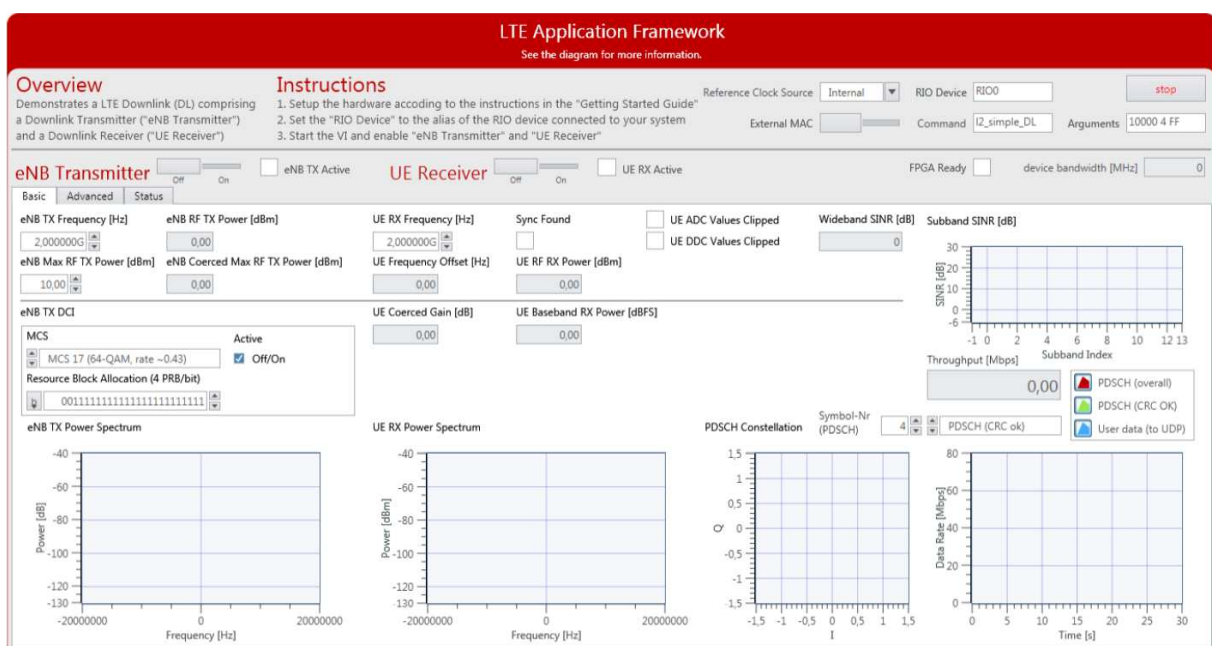 LTE Application Framework
See the diagram for more information.
Overview
Demonstrates a LTE Downlink (DL) comprising
a Downlink Transmitter ("eNB Transmitter")
and a Downlink Receiver ("UE Receiver")
Instructions
1. Setup the hardware accoding to the instructions in the "Getting Started Guide"
2. Set the "RIO Device" to the alias of the RIO device connected to your system
3. Start the VI and enable "eNB Transmitter" and "UE Receiver"
Reference Clock Source Internal RIO Device RIO0 stop
External MAC Command l2_simple_DL Arguments 10000 4 FF
eNB Transmitter Off On eNB TX Active UE Receiver Off On UE RX Active FPGA Ready device bandwidth [MHz] 0
Basic Advanced Status
eNB TX Frequency [Hz] eNB RF TX Power [dBm] UE RX Frequency [Hz] Sync Found UE ADC Values Clipped Wideband SINR [dB] Subband SINR [dB]
2,000000G 0,00 2,000000G UE DDC Values Clipped 0
eNB Max RF TX Power [dBm] eNB Coerced Max RF TX Power [dBm] UE Frequency Offset [Hz] UE RF RX Power [dBm]
10,00 0,00 0,00 0,00
SINR [dB]
30
20
10
0
-6
-1 0 2 4 6 8 10 12 13
Subband Index
eNB TX DCI UE Coerced Gain [dB] UE Baseband RX Power [dBFS]
0,00 0,00
MCS Active
MCS 17 (64-QAM, rate ~0.43) Off/On
Resource Block Allocation (4 PRB/bit)
b 0011111111111111111111111
Throughput [Mbps]
0,00
PDSCH (overall)
PDSCH (CRC OK)
User data (to UDP)
eNB TX Power Spectrum
Power [dB]
-40
-60
-80
-100
-120
-130
-20000000 0 20000000
Frequency [Hz]
UE RX Power Spectrum
Power [dBm]
-40
-60
-80
-100
-120
-130
-20000000 0 20000000
Frequency [Hz]
PDSCH Constellation Symbol-Nr (PDSCH) 4 PDSCH (CRC ok)
Q
1,5
1
0,5
0
-0,5
-1
-1,5
-1,5 -1 -0,5 0 0,5 1 1,5
I
Data Rate [Mbps]
80
60
40
20
0
0 5 10 15 20 25 30
Time [s]